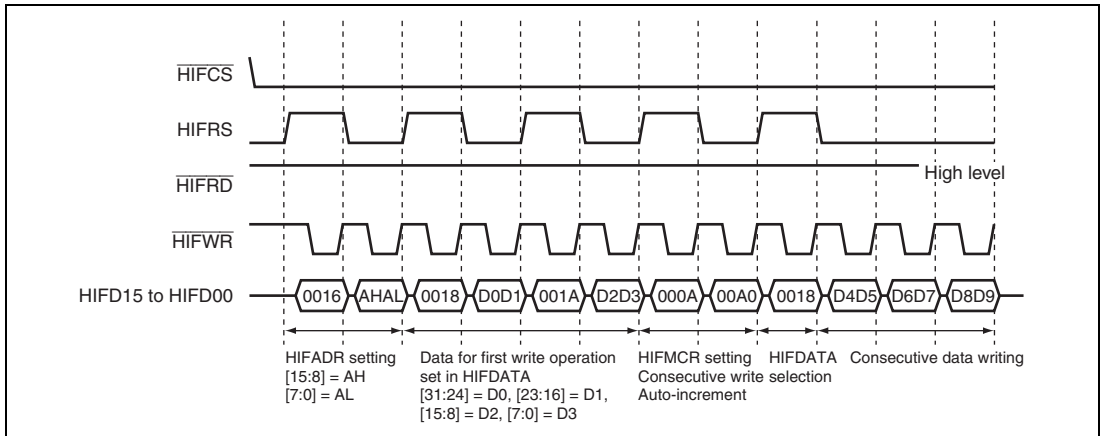 HIFCS
HIFRS
HIFRD
High level
HIFWR
HIFD15 to HIFD00
0016 AHAL 0018 D0D1 001A D2D3 000A 00A0 0018 D4D5 D6D7 D8D9
HIFADR setting
[15:8] = AH
[7:0] = AL
Data for first write operation
set in HIFDATA
[31:24] = D0, [23:16] = D1,
[15:8] = D2, [7:0] = D3
HIFMCR setting
Consecutive write selection
Auto-increment
HIFDATA
Consecutive data writing